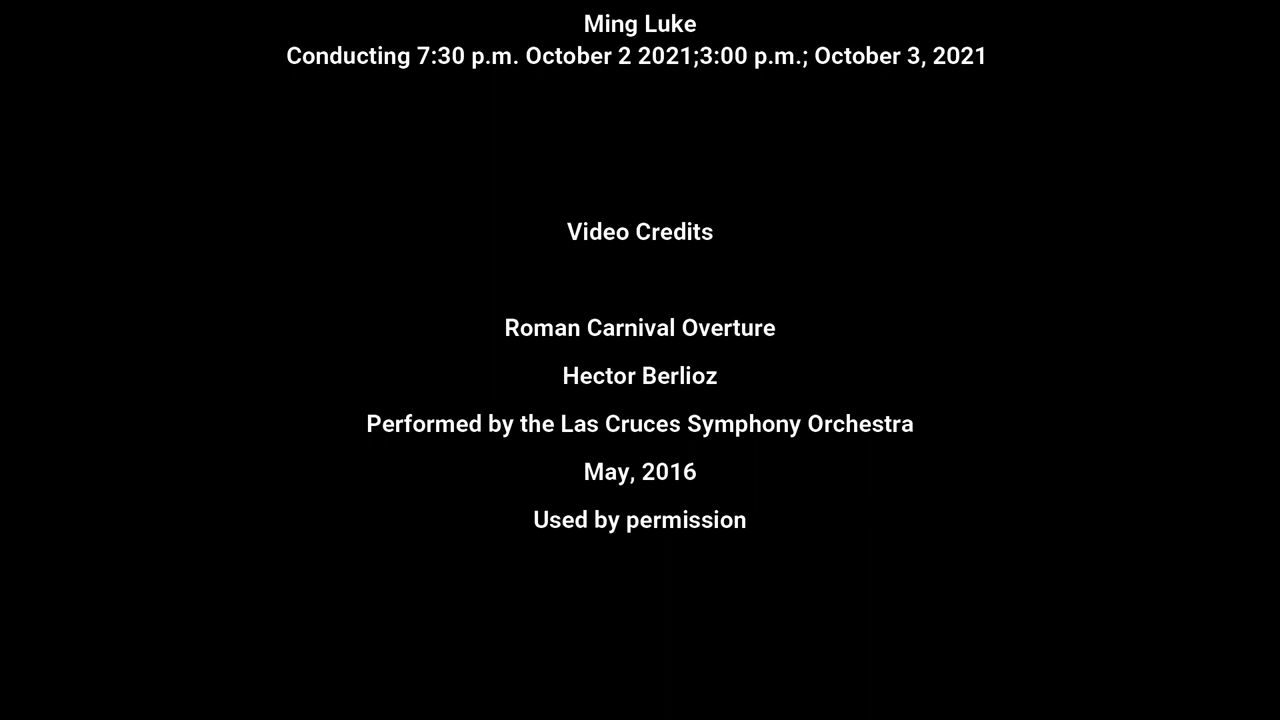 Ming Luke
Conducting 7:30 p.m. October 2 2021;3:00 p.m.; October 3, 2021
Video Credits
Roman Carnival Overture
Hector Berlioz
Performed by the Las Cruces Symphony Orchestra
May, 2016
Used by permission